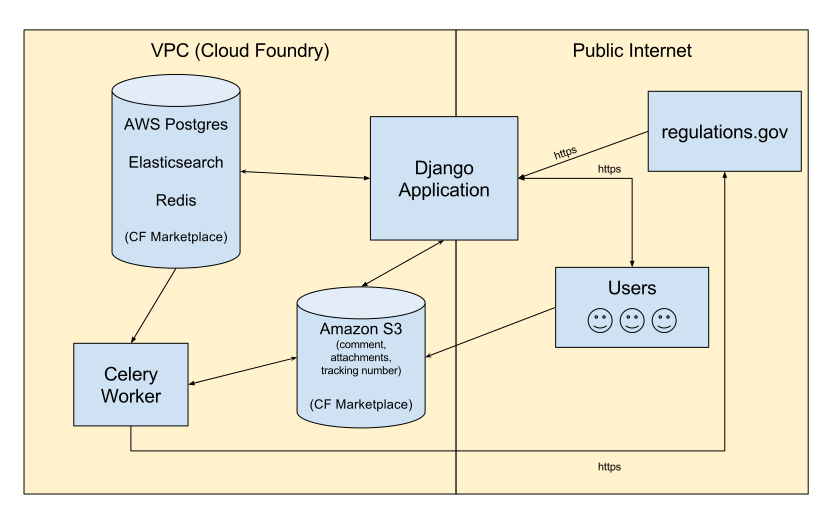 VPC (Cloud Foundry)
Public Internet
AWS Postgres
Elasticsearch
Redis
(CF Marketplace)
Django
Application
regulations.gov
https
https
Users
Amazon S3
(comment,
attachments,
tracking number)
(CF Marketplace)
Celery
Worker
https